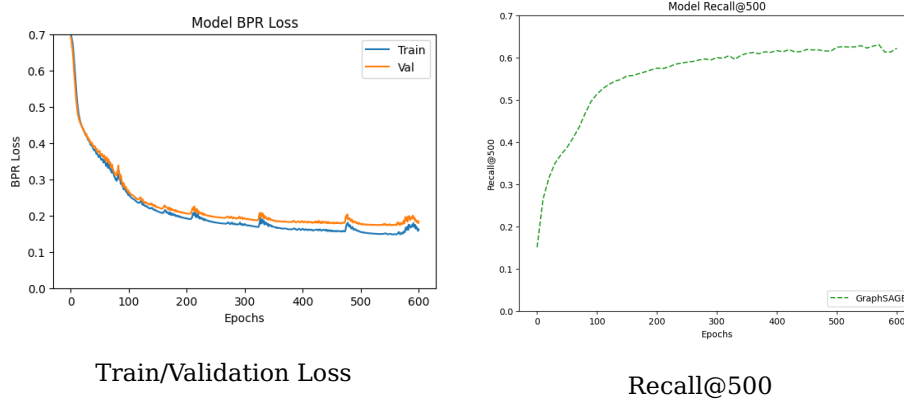 Model BPR Loss
0.7
0.6
0.5
0.4
0.3
0.2
0.1
0.0
BPR Loss
Train
Val
0
100
200
300
400
500
600
Epochs
Train/Validation Loss
Model Recall@500
0.7
0.6
0.5
0.4
0.3
0.2
0.1
0.0
Recall@500
GraphSAGE
0
100
200
300
400
500
600
Epochs
Recall@500